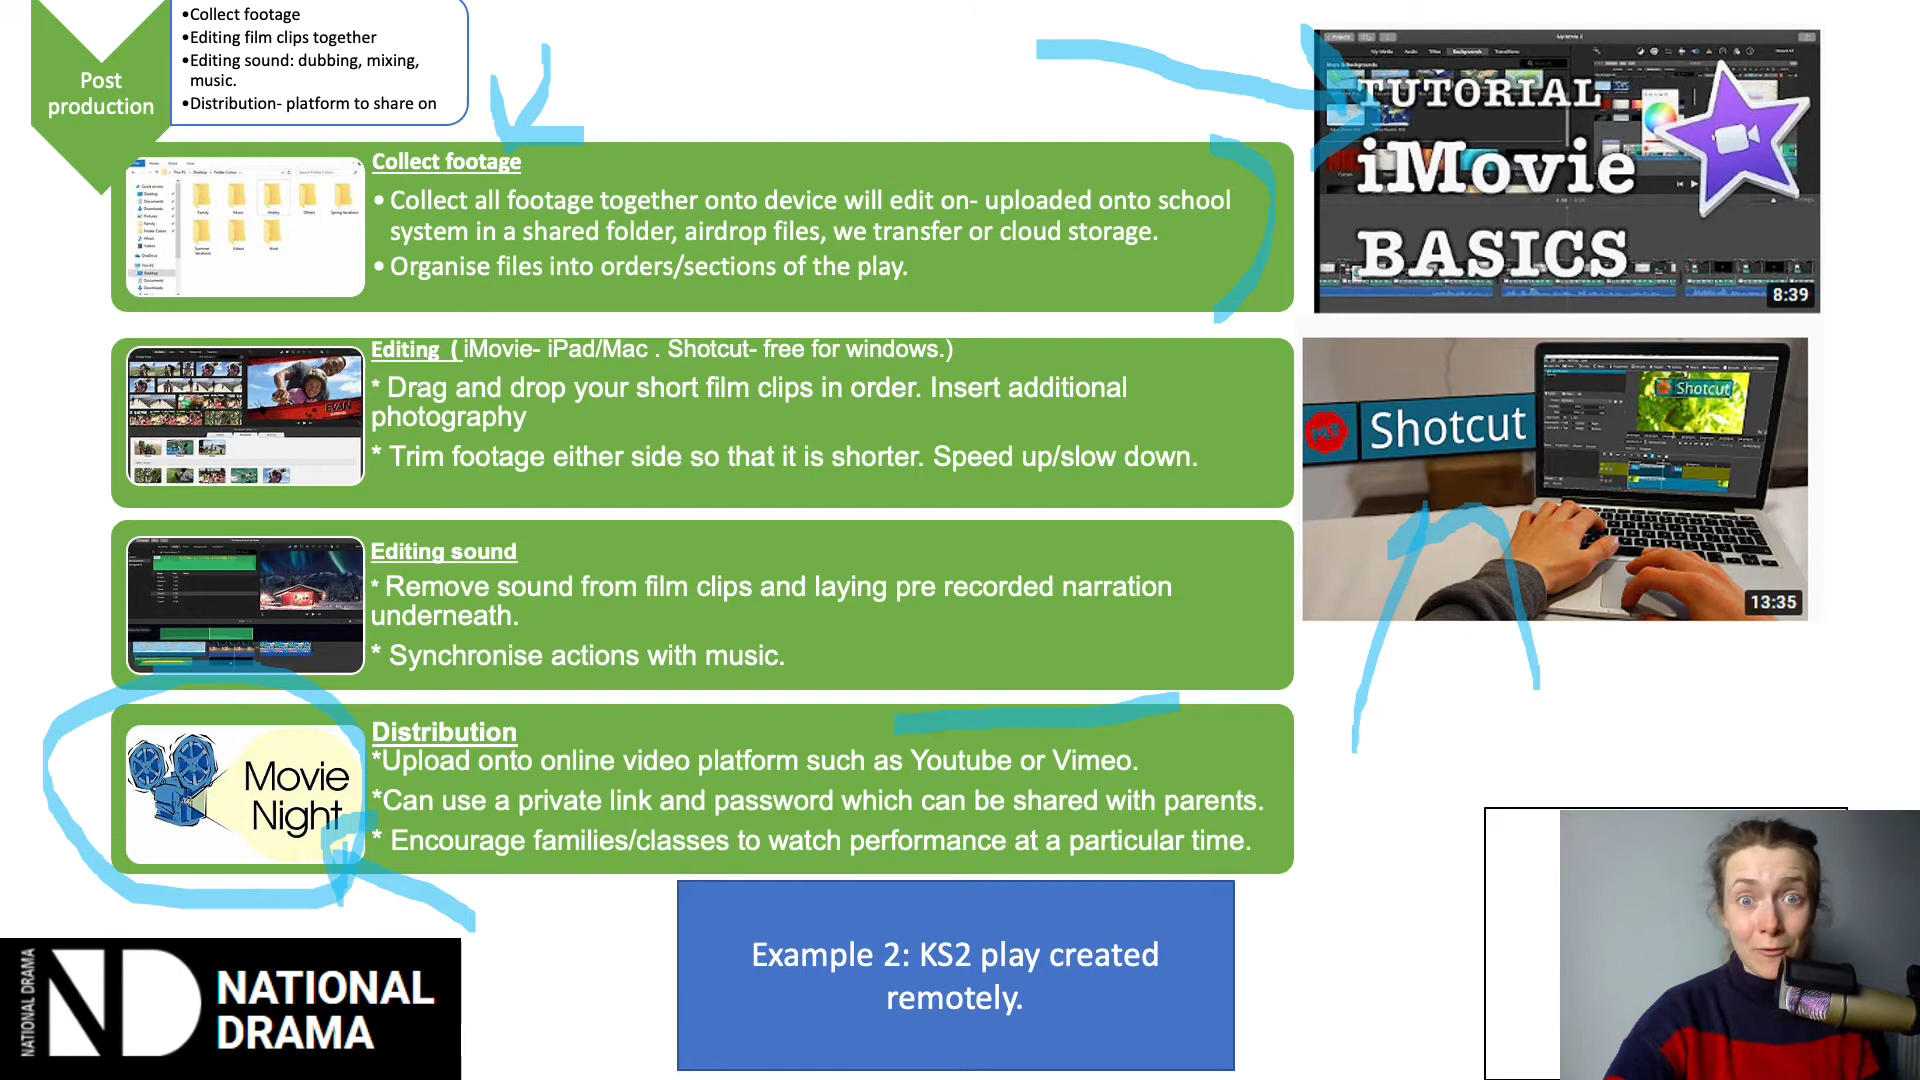 Post
production
•Collect footage
•Editing film clips together
•Editing sound: dubbing, mixing,
music.
•Distribution- platform to share on
Collect footage
• Collect all footage together onto device will edit on- uploaded onto school
system in a shared folder, airdrop files, we transfer or cloud storage.
• Organise files into orders/sections of the play.
Editing ( iMovie- iPad/Mac . Shotcut- free for windows.)
* Drag and drop your short film clips in order. Insert additional
photography
* Trim footage either side so that it is shorter. Speed up/slow down.
EVAN
Editing sound
* Remove sound from film clips and laying pre recorded narration
underneath.
* Synchronise actions with music.
Movie
Night
Distribution
*Upload onto online video platform such as Youtube or Vimeo.
*Can use a private link and password which can be shared with parents.
* Encourage families/classes to watch performance at a particular time.
TUTORIAL
iMovie
BASICS
8:39
Shotcut
Shotcut
13:35
Example 2: KS2 play created
remotely.
NATIONAL DRAMA
ND
NATIONAL
DRAMA